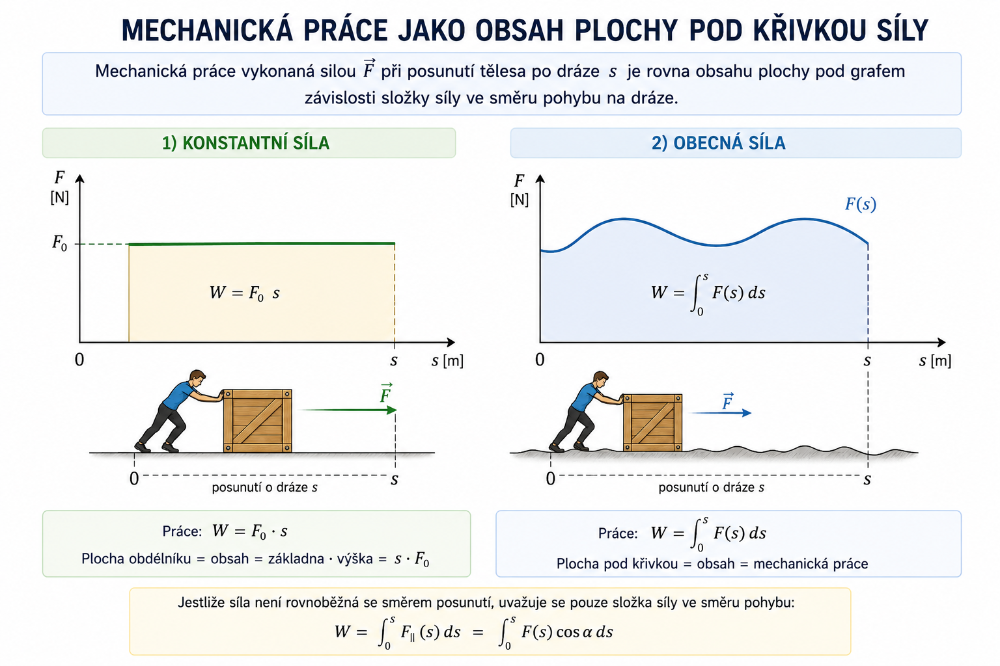 MECHANICKÁ PRÁCE JAKO OBSAH PLOCHY POD KŘIVKOU SÍLY
Mechanická práce vykonaná silou F⃗ při posunutí tělesa po dráze s je rovna obsahu plochy pod grafem
závislosti složky síly ve směru pohybu na dráze.
1) KONSTANTNÍ SÍLA
F
[N]
F₀
W = F₀ s
0
s
s [m]
F⃗
0
s
posunutí o dráze s
Práce: W = F₀ · s
Plocha obdélníku = obsah = základna · výška = s · F₀
2) OBECNÁ SÍLA
F
[N]
F(s)
W = ∫₀ˢ F(s) ds
0
s
s [m]
F⃗
0
s
posunutí o dráze s
Práce: W = ∫₀ˢ F(s) ds
Plocha pod křivkou = obsah = mechanická práce
Jestliže síla není rovnoběžná se směrem posunutí, uvažuje se pouze složka síly ve směru pohybu:
W = ∫₀ˢ F∥ (s) ds = ∫₀ˢ F(s) cos α ds